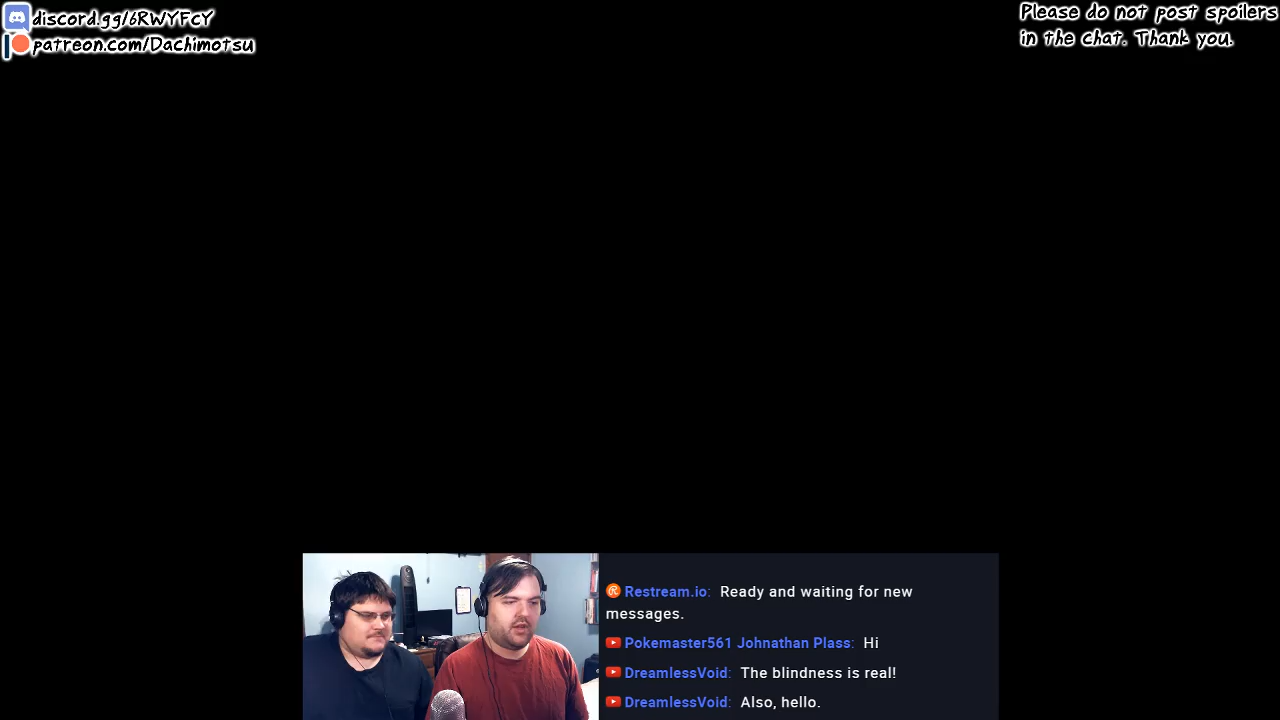 discord.gg/6RWYFcY
patreon.com/Dachimotsu
Please do not post spoilers
in the chat. Thank you.
Restream.io: Ready and waiting for new
messages.
Pokemaster561 Johnathan Plass: Hi
DreamlessVoid: The blindness is real!
DreamlessVoid: Also, hello.